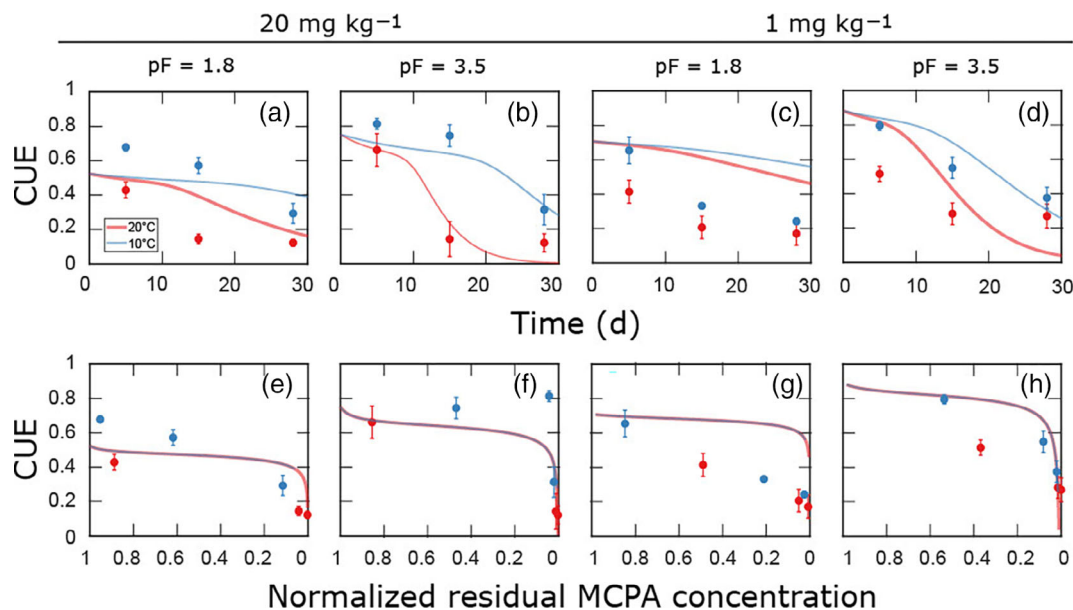 20 mg kg⁻¹ 1 mg kg⁻¹
pF = 1.8 pF = 3.5 pF = 1.8 pF = 3.5
CUE
1
0.8
0.6
0.4
0.2
0
(a) (b) (c) (d)
20°C
10°C
0 10 20 30 0 10 20 30 0 10 20 30 0 10 20 30
Time (d)
CUE
1
0.8
0.6
0.4
0.2
0
(e) (f) (g) (h)
1 0.8 0.6 0.4 0.2 0 1 0.8 0.6 0.4 0.2 0 1 0.8 0.6 0.4 0.2 0 1 0.8 0.6 0.4 0.2 0
Normalized residual MCPA concentration